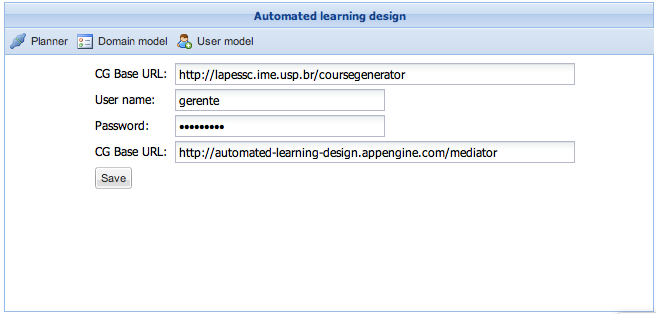 Automated learning design
Planner Domain model User model
CG Base URL: http://lapessc.ime.usp.br/coursegenerator
User name: gerente
Password: •••••••••
CG Base URL: http://automated-learning-design.appengine.com/mediator
Save